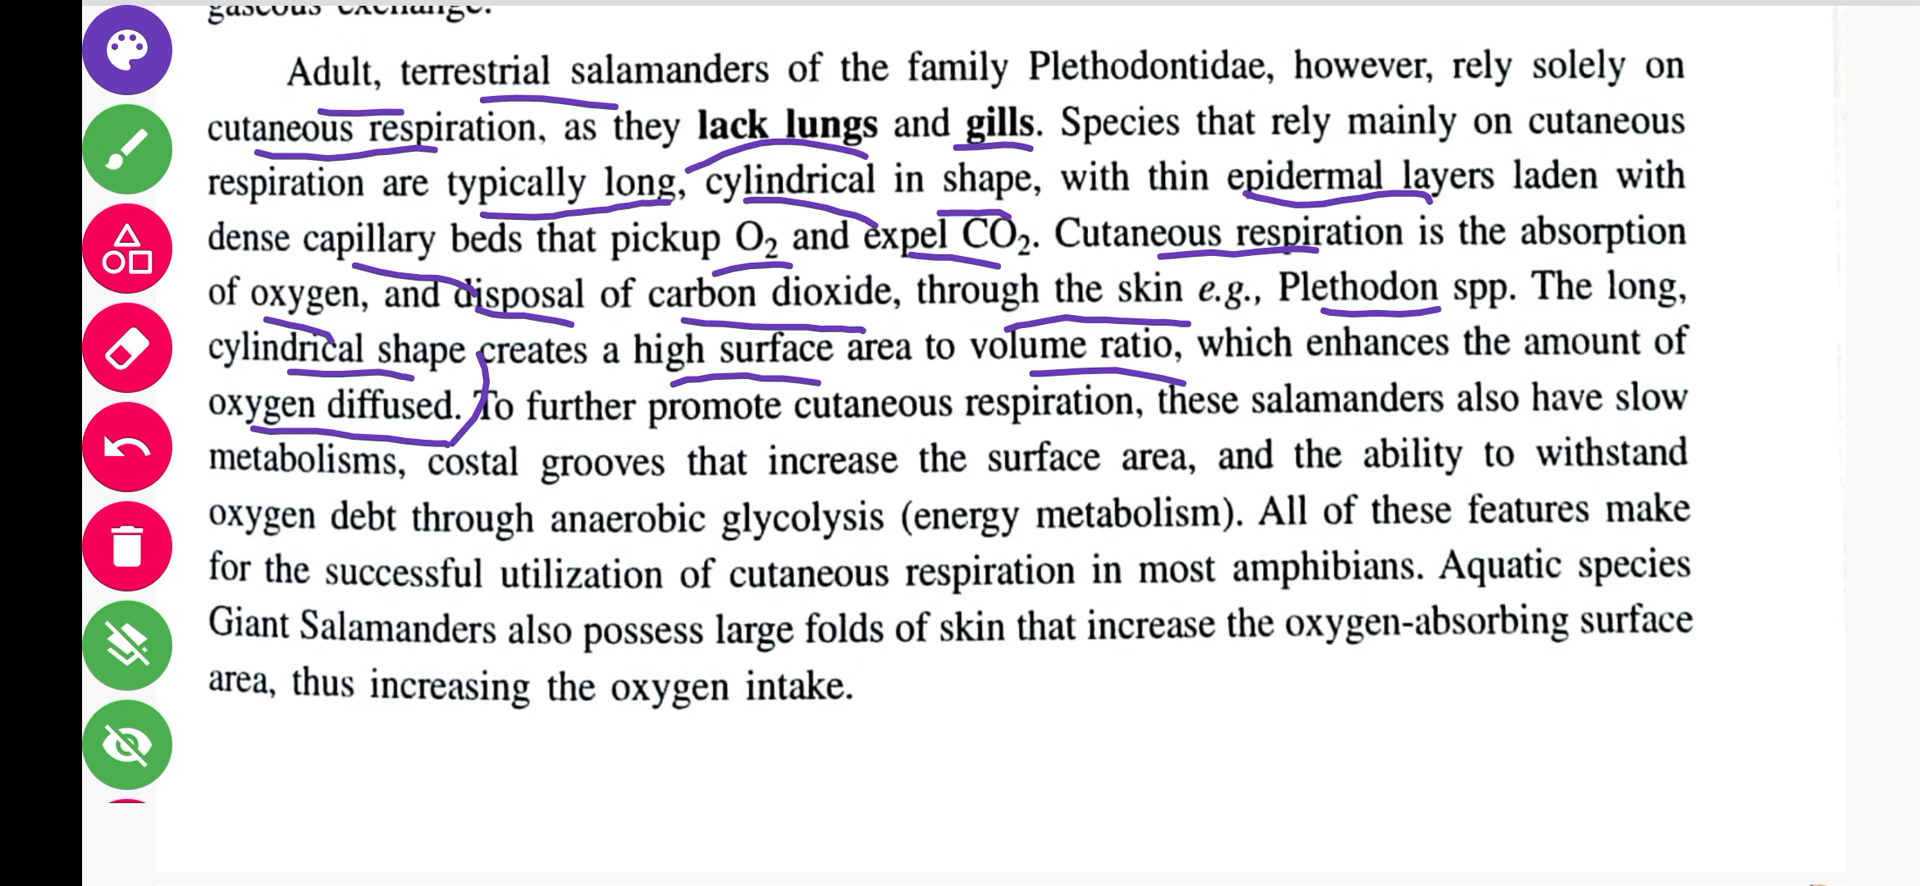 gaseous exchange.
Adult, terrestrial salamanders of the family Plethodontidae, however, rely solely on
cutaneous respiration, as they lack lungs and gills. Species that rely mainly on cutaneous
respiration are typically long, cylindrical in shape, with thin epidermal layers laden with
dense capillary beds that pickup O₂ and expel CO₂. Cutaneous respiration is the absorption
of oxygen, and disposal of carbon dioxide, through the skin e.g., Plethodon spp. The long,
cylindrical shape creates a high surface area to volume ratio, which enhances the amount of
oxygen diffused. To further promote cutaneous respiration, these salamanders also have slow
metabolisms, costal grooves that increase the surface area, and the ability to withstand
oxygen debt through anaerobic glycolysis (energy metabolism). All of these features make
for the successful utilization of cutaneous respiration in most amphibians. Aquatic species
Giant Salamanders also possess large folds of skin that increase the oxygen-absorbing surface
area, thus increasing the oxygen intake.